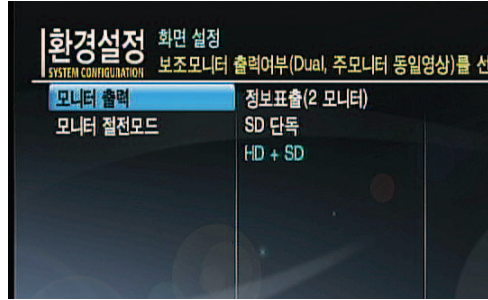 환경설정 화면 설정
SYSTEM CONFIGURATION 보조모니터 출력여부(Dual, 주모니터 동일영상)를 선
모니터 출력 정보표출(2 모니터)
모니터 절전모드 SD 단독
HD + SD